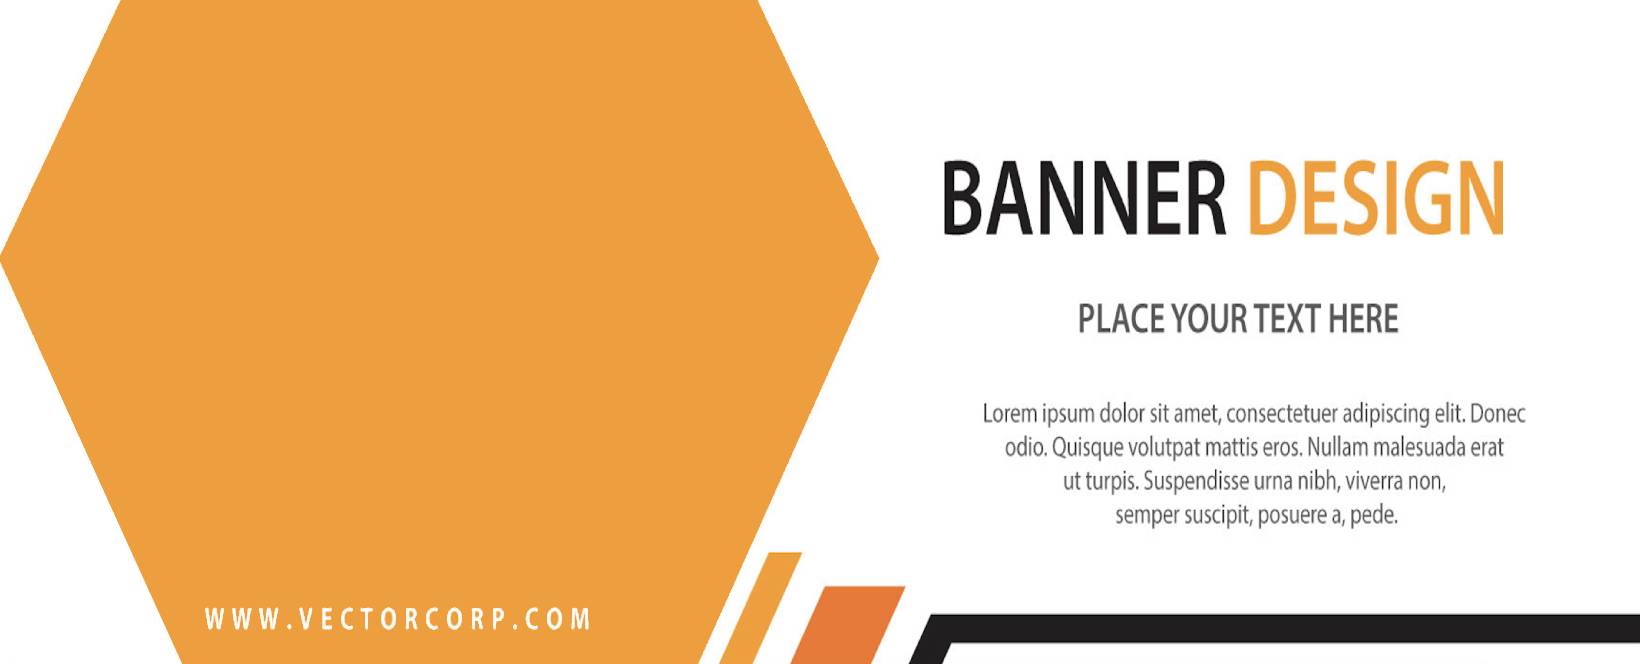 BANNER DESIGN
PLACE YOUR TEXT HERE
Lorem ipsum dolor sit amet, consectetuer adipiscing elit. Donec
odio. Quisque volutpat mattis eros. Nullam malesuada erat
ut turpis. Suspendisse urna nibh, viverra non,
semper suscipit, posuere a, pede.
WWW.VECTORCORP.COM